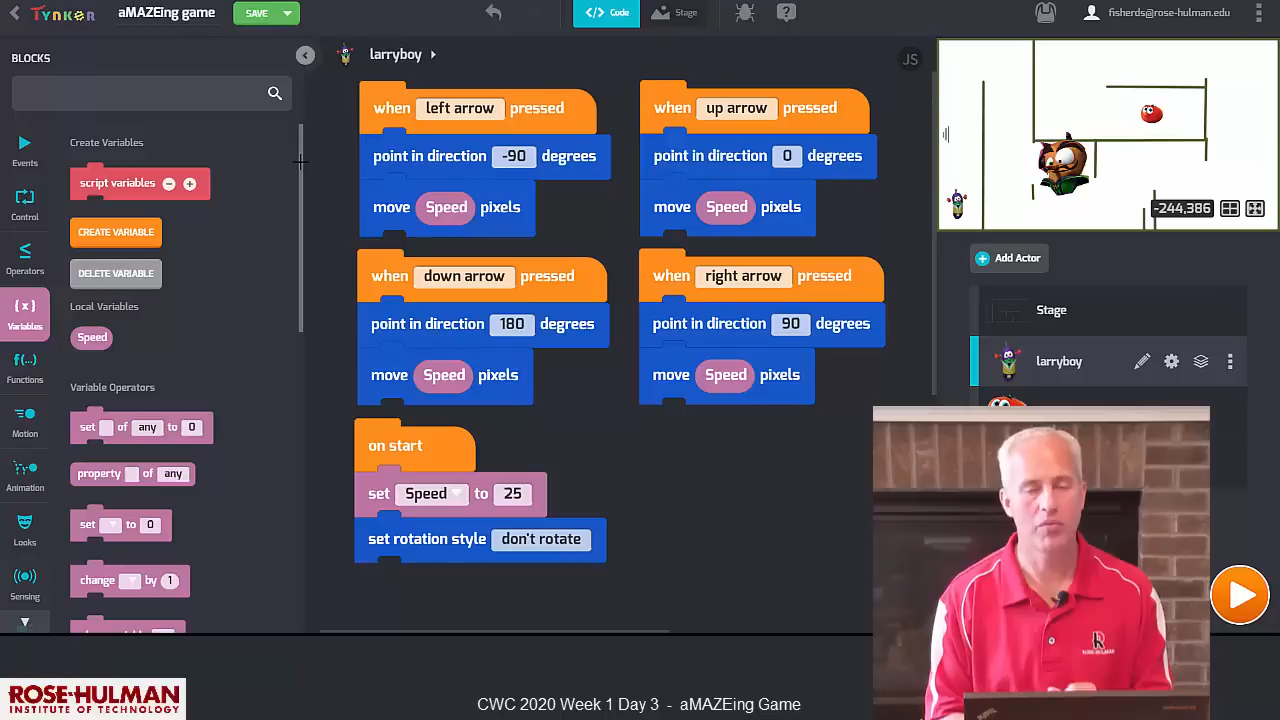 Tynker
aMAZEing game
SAVE
Code
Stage
fisherds@rose-hulman.edu
BLOCKS
larryboy
JS
Events
Control
Operators
Variables
Functions
Motion
Animation
Looks
Sensing
Create Variables
script variables
CREATE VARIABLE
DELETE VARIABLE
Local Variables
Speed
Variable Operators
set of any to 0
property of any
set to 0
change by 1
when left arrow pressed
point in direction -90 degrees
move Speed pixels
when up arrow pressed
point in direction 0 degrees
move Speed pixels
when down arrow pressed
point in direction 180 degrees
move Speed pixels
when right arrow pressed
point in direction 90 degrees
move Speed pixels
on start
set Speed to 25
set rotation style don't rotate
-244,386
Add Actor
Stage
larryboy
ROSE-HULMAN
ROSE-HULMAN
INSTITUTE OF TECHNOLOGY
CWC 2020 Week 1 Day 3 - aMAZEing Game